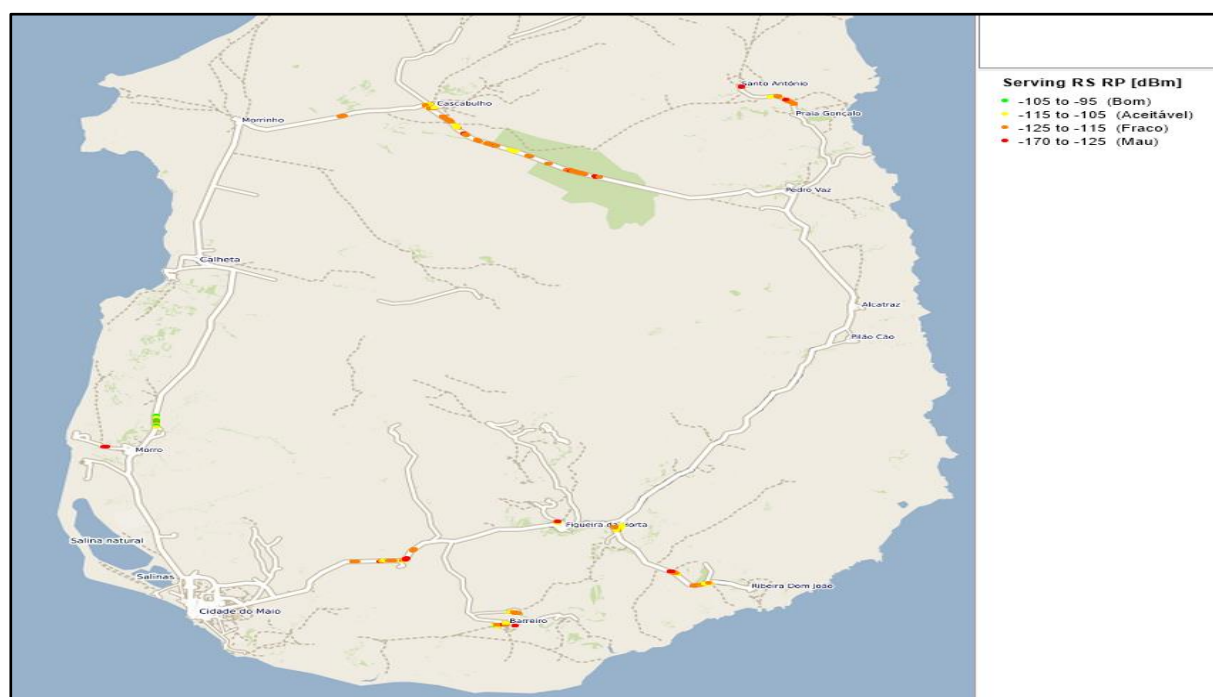 Santo António
Cascabulho
Praia Gonçalo
Morrinho
Pedro Vaz
Calheta
Alcatraz
Pilão Cão
Morro
Figueira da Horta
Salina natural
Salinas
Ribeira Dom João
Cidade do Maio
Barreiro
Serving RS RP [dBm]
-105 to -95 (Bom)
-115 to -105 (Aceitável)
-125 to -115 (Fraco)
-170 to -125 (Mau)